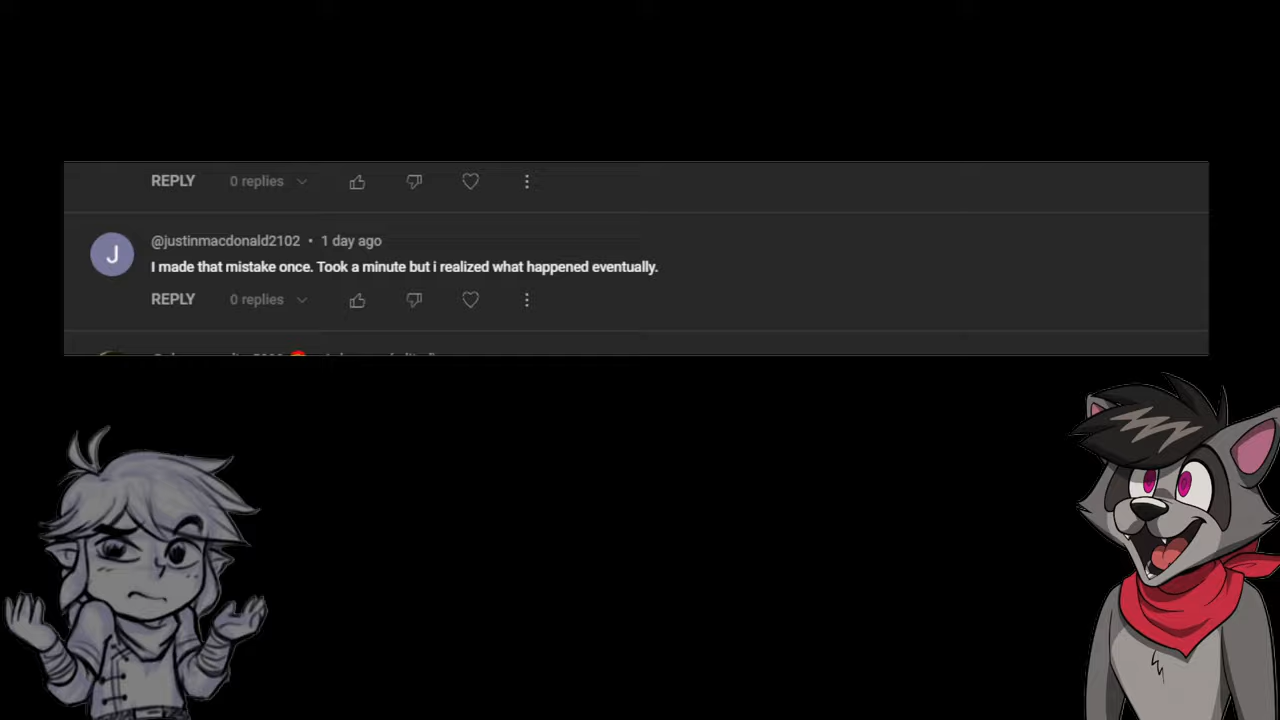 REPLY 0 replies
J
@justinmacdonald2102 • 1 day ago
I made that mistake once. Took a minute but i realized what happened eventually.
REPLY 0 replies